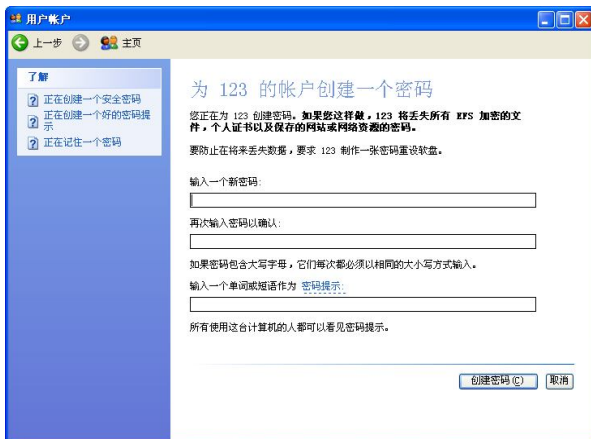 用户帐户
上一步 主页
了解
正在创建一个安全密码
正在创建一个好的密码提
示
正在记住一个密码
为 123 的帐户创建一个密码
您正在为 123 创建密码。如果您这样做，123 将丢失所有 EFS 加密的文
件，个人证书以及保存的网站或网络资源的密码。
要防止在将来丢失数据，要求 123 制作一张密码重设软盘。
输入一个新密码:
再次输入密码以确认:
如果密码包含大写字母，它们每次都必须以相同的大小写方式输入。
输入一个单词或短语作为 密码提示:
所有使用这台计算机的人都可以看见密码提示。
创建密码(C) 取消